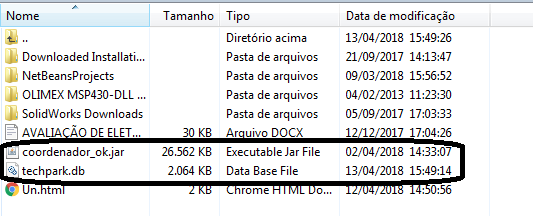 Nome Tamanho Tipo Data de modificação
.. Diretório acima 13/04/2018 15:49:26
Downloaded Installati... Pasta de arquivos 21/09/2017 14:13:47
NetBeansProjects Pasta de arquivos 09/03/2018 15:56:52
OLIMEX MSP430-DLL ... Pasta de arquivos 04/02/2013 11:23:30
SolidWorks Downloads Pasta de arquivos 05/09/2017 17:03:33
AVALIAÇÃO DE ELET... 30 KB Arquivo DOCX 12/12/2017 17:04:26
coordenador_ok.jar 26.562 KB Executable Jar File 02/04/2018 14:33:07
techpark.db 2.064 KB Data Base File 13/04/2018 15:49:14
Un.html 2 KB Chrome HTML Do... 12/04/2018 14:50:56